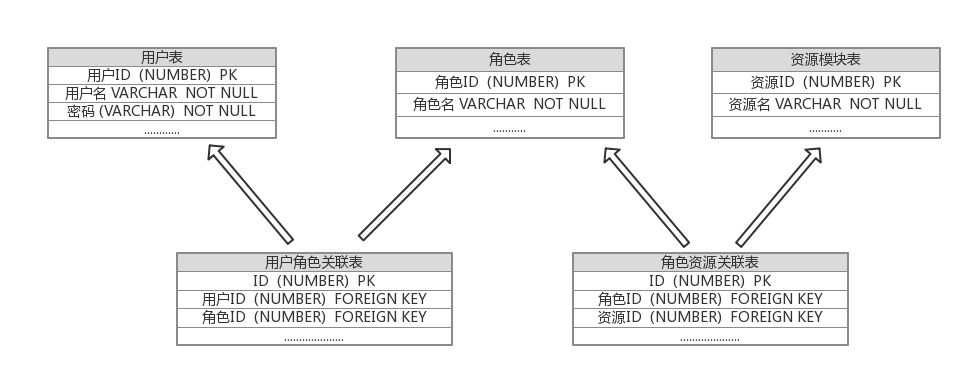 用户表
用户ID  (NUMBER)  PK
用户名 VARCHAR  NOT NULL
密码 (VARCHAR)  NOT NULL
............
角色表
角色ID  (NUMBER)  PK
角色名 VARCHAR  NOT NULL
...........
资源模块表
资源ID  (NUMBER)  PK
资源名 VARCHAR  NOT NULL
...........
用户角色关联表
ID  (NUMBER)  PK
用户ID  (NUMBER)  FOREIGN KEY
角色ID  (NUMBER)  FOREIGN KEY
....................
角色资源关联表
ID  (NUMBER)  PK
角色ID  (NUMBER)  FOREIGN KEY
资源ID  (NUMBER)  FOREIGN KEY
....................